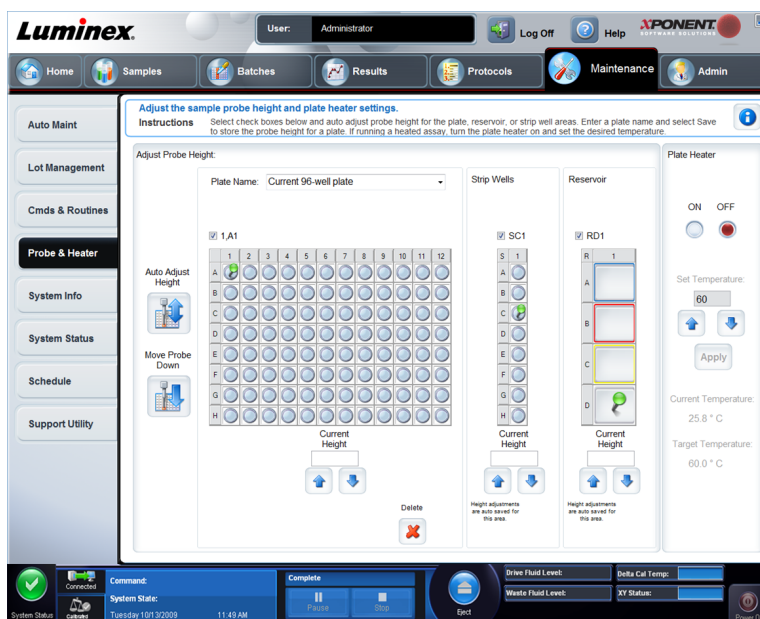 Luminex.
User: Administrator
Log Off
Help
XPONENT.
SOFTWARE SOLUTIONS
Home
Samples
Batches
Results
Protocols
Maintenance
Admin
Auto Maint
Lot Management
Cmds & Routines
Probe & Heater
System Info
System Status
Schedule
Support Utility
Adjust the sample probe height and plate heater settings.
Instructions Select check boxes below and auto adjust probe height for the plate, reservoir, or strip well areas. Enter a plate name and select Save
to store the probe height for a plate. If running a heated assay, turn the plate heater on and set the desired temperature.
Adjust Probe Height:
Plate Name: Current 96-well plate
1,A1
1 2 3 4 5 6 7 8 9 10 11 12
A
B
C
D
E
F
G
H
Auto Adjust
Height
Move Probe
Down
Current
Height
Delete
Strip Wells
SC1
S 1
A
B
C
D
E
F
G
H
Current
Height
Height adjustments
are auto saved for
this area.
Reservoir
RD1
R 1
A
B
C
D
Current
Height
Height adjustments
are auto saved for
this area.
Plate Heater
ON OFF
Set Temperature:
60
Apply
Current Temperature:
25.8 ° C
Target Temperature:
60.0 ° C
System Status
Connected
Calibrated
Command:
System State:
Tuesday 10/13/2009 11:49 AM
Complete
Pause
Stop
Eject
Drive Fluid Level:
Waste Fluid Level:
Delta Cal Temp:
XY Status:
Power